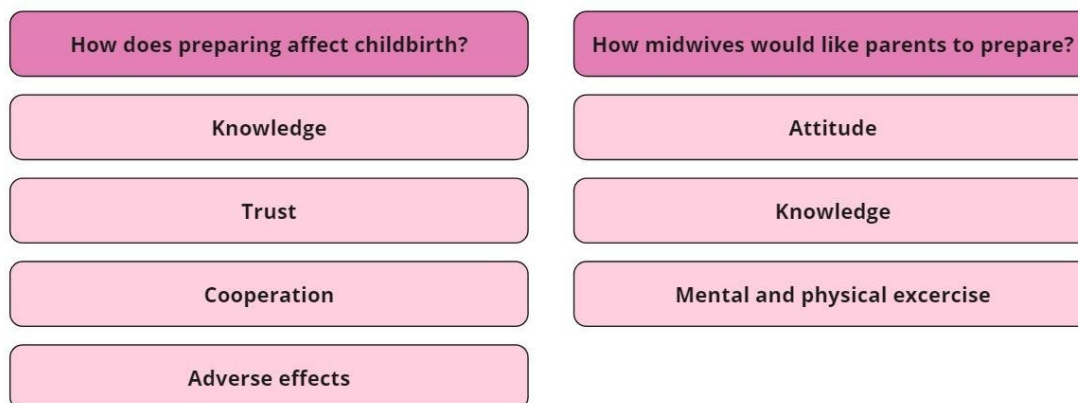 How does preparing affect childbirth?
Knowledge
Trust
Cooperation
Adverse effects
How midwives would like parents to prepare?
Attitude
Knowledge
Mental and physical excercise